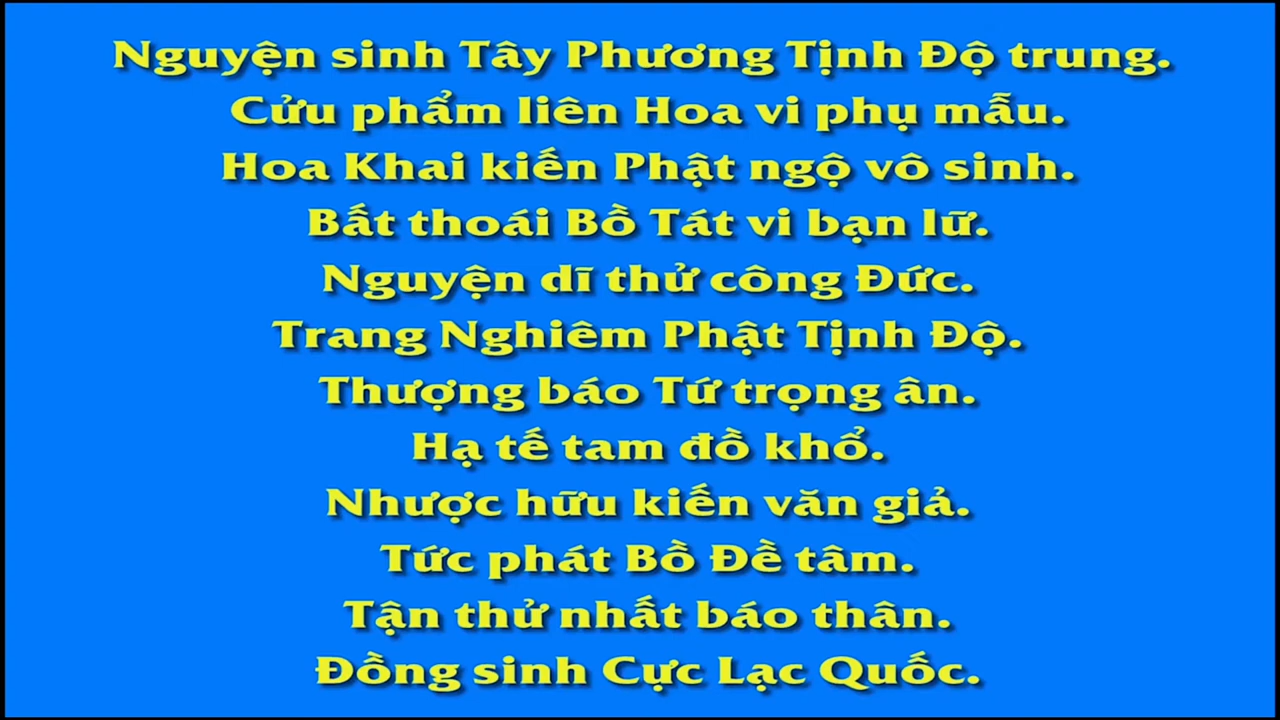 Nguyện sinh Tây Phương Tịnh Độ trung.
Cửu phẩm liên Hoa vi phụ mẫu.
Hoa Khai kiến Phật ngộ vô sinh.
Bất thoái Bồ Tát vi bạn lữ.
Nguyện dĩ thử công Đức.
Trang Nghiêm Phật Tịnh Độ.
Thượng báo Tứ trọng ân.
Hạ tế tam đồ khổ.
Nhược hữu kiến văn giả.
Tức phát Bồ Đề tâm.
Tận thử nhất báo thân.
Đồng sinh Cực Lạc Quốc.